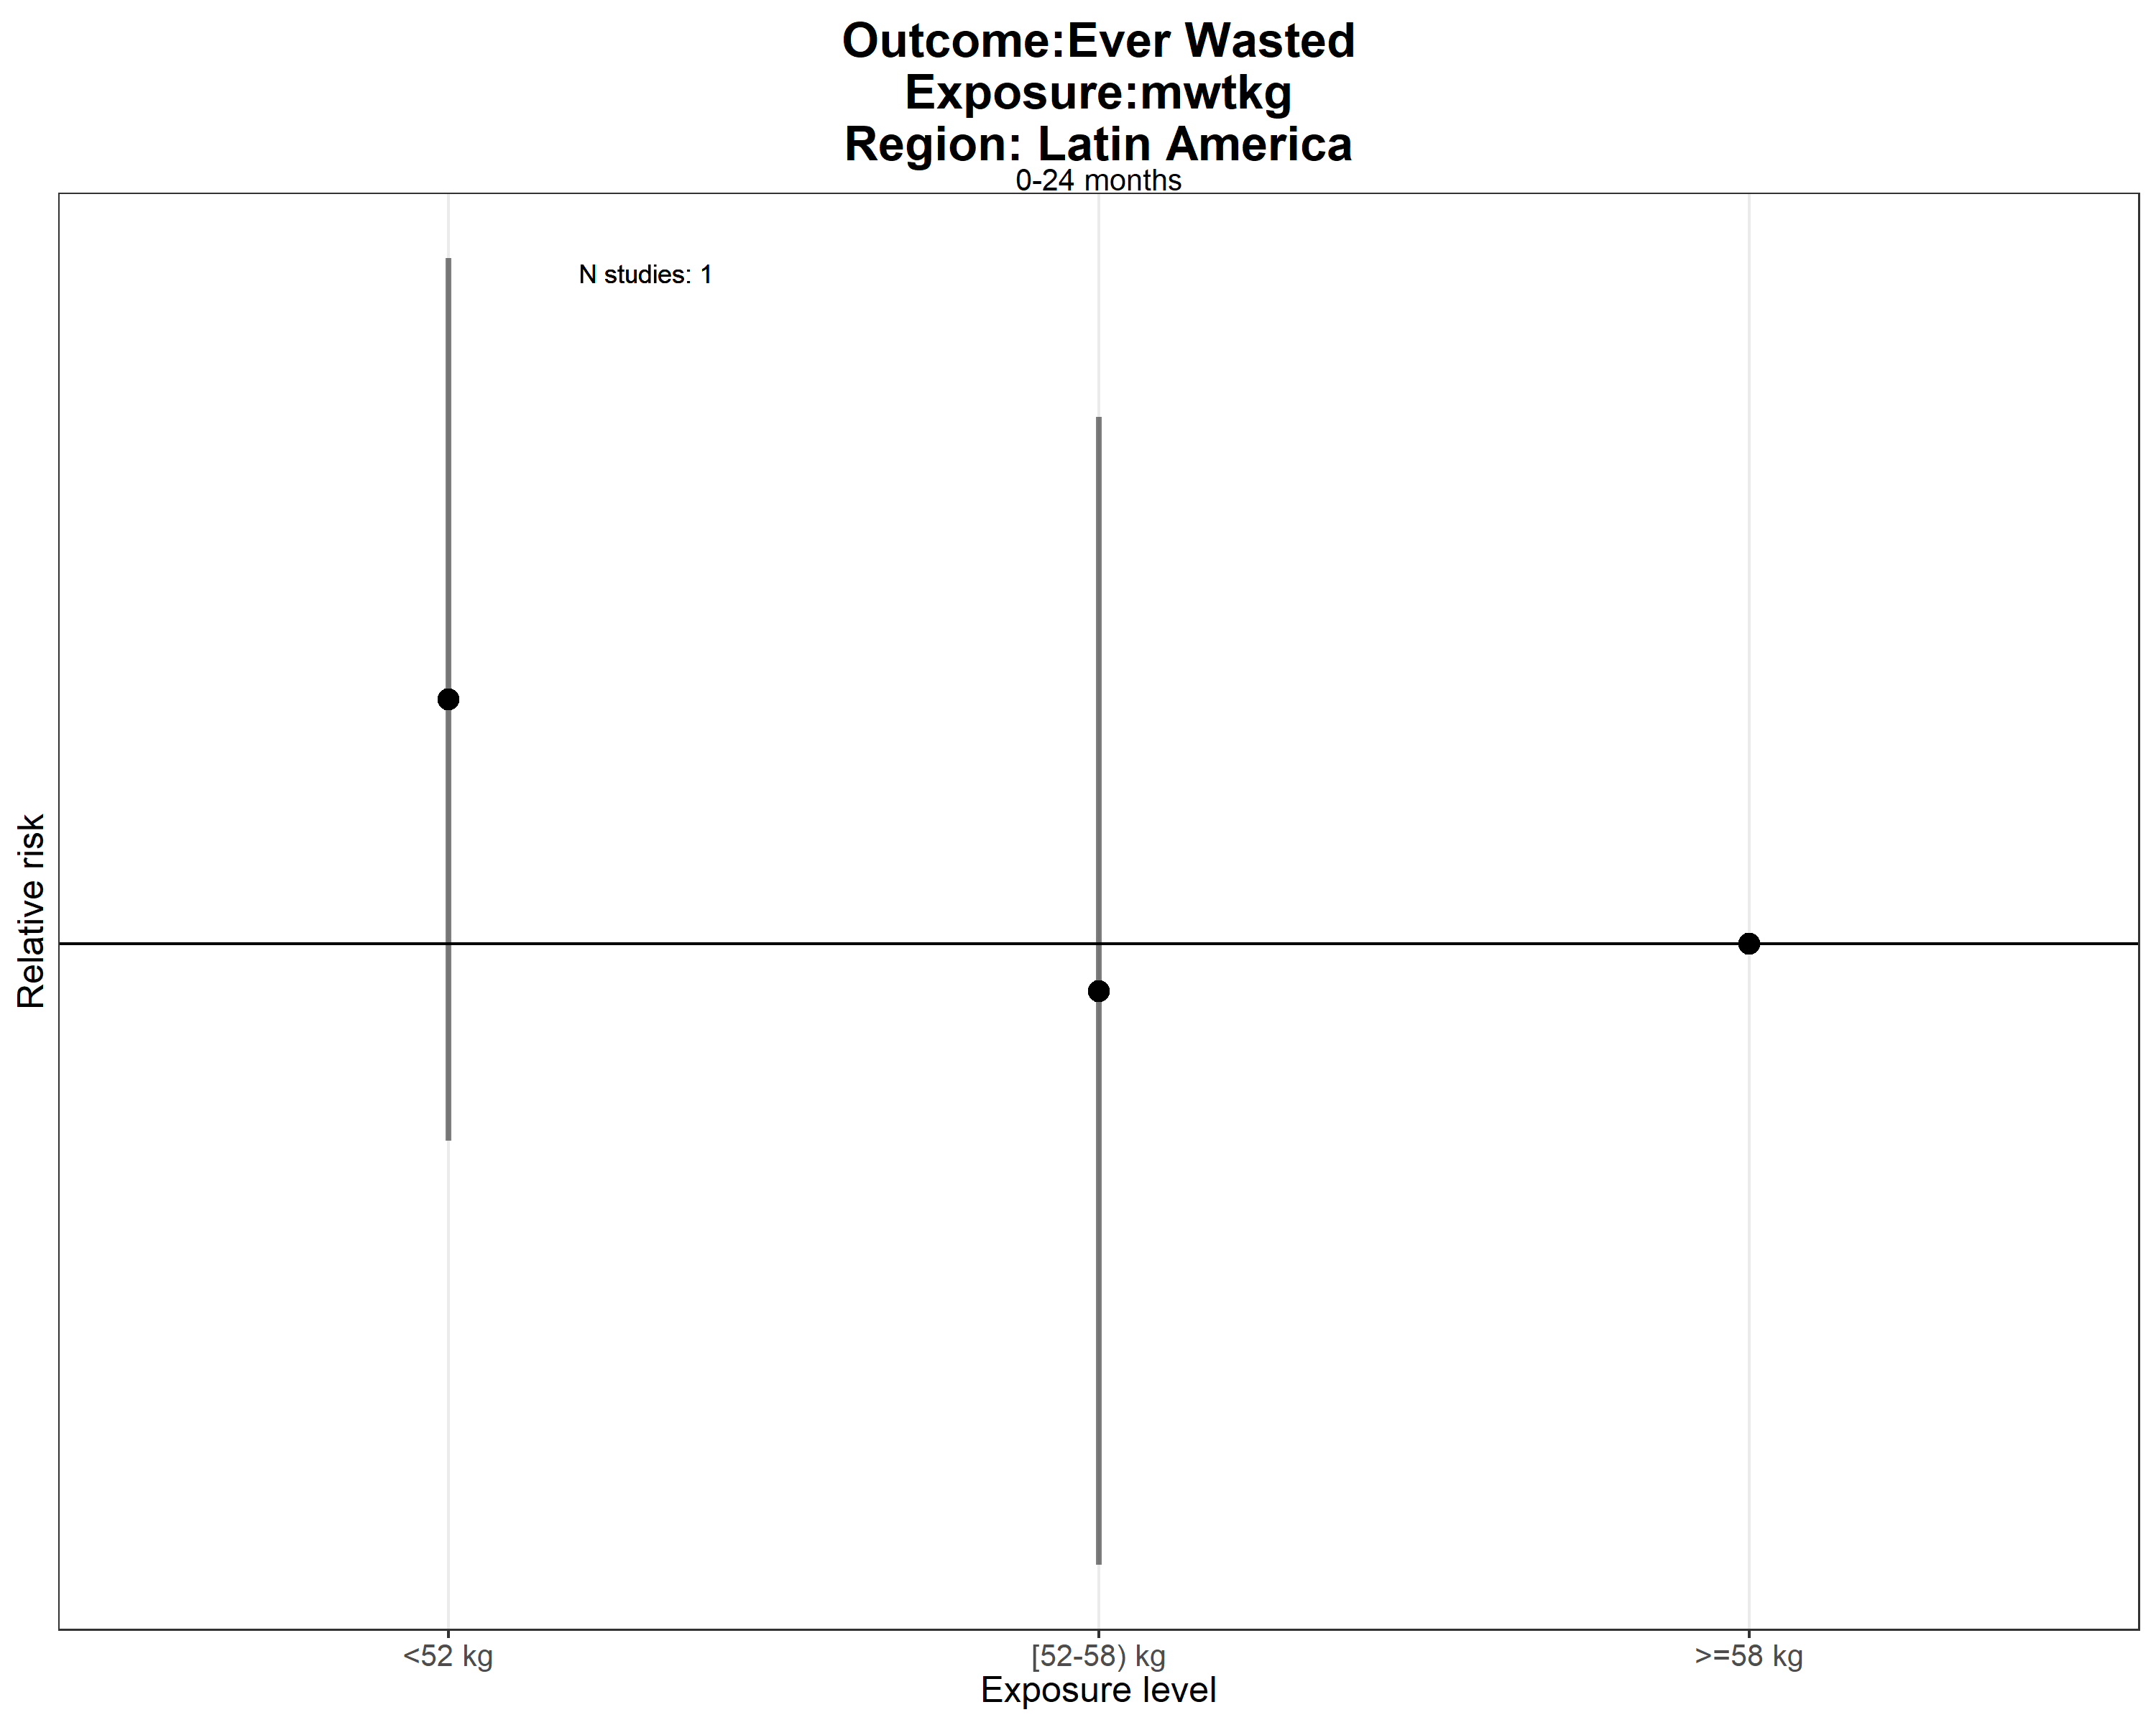 Outcome:Ever Wasted
Exposure:mwtkg
Region: Latin America
0-24 months
N studies: 1
Relative risk
<52 kg
[52-58) kg
>=58 kg
Exposure level